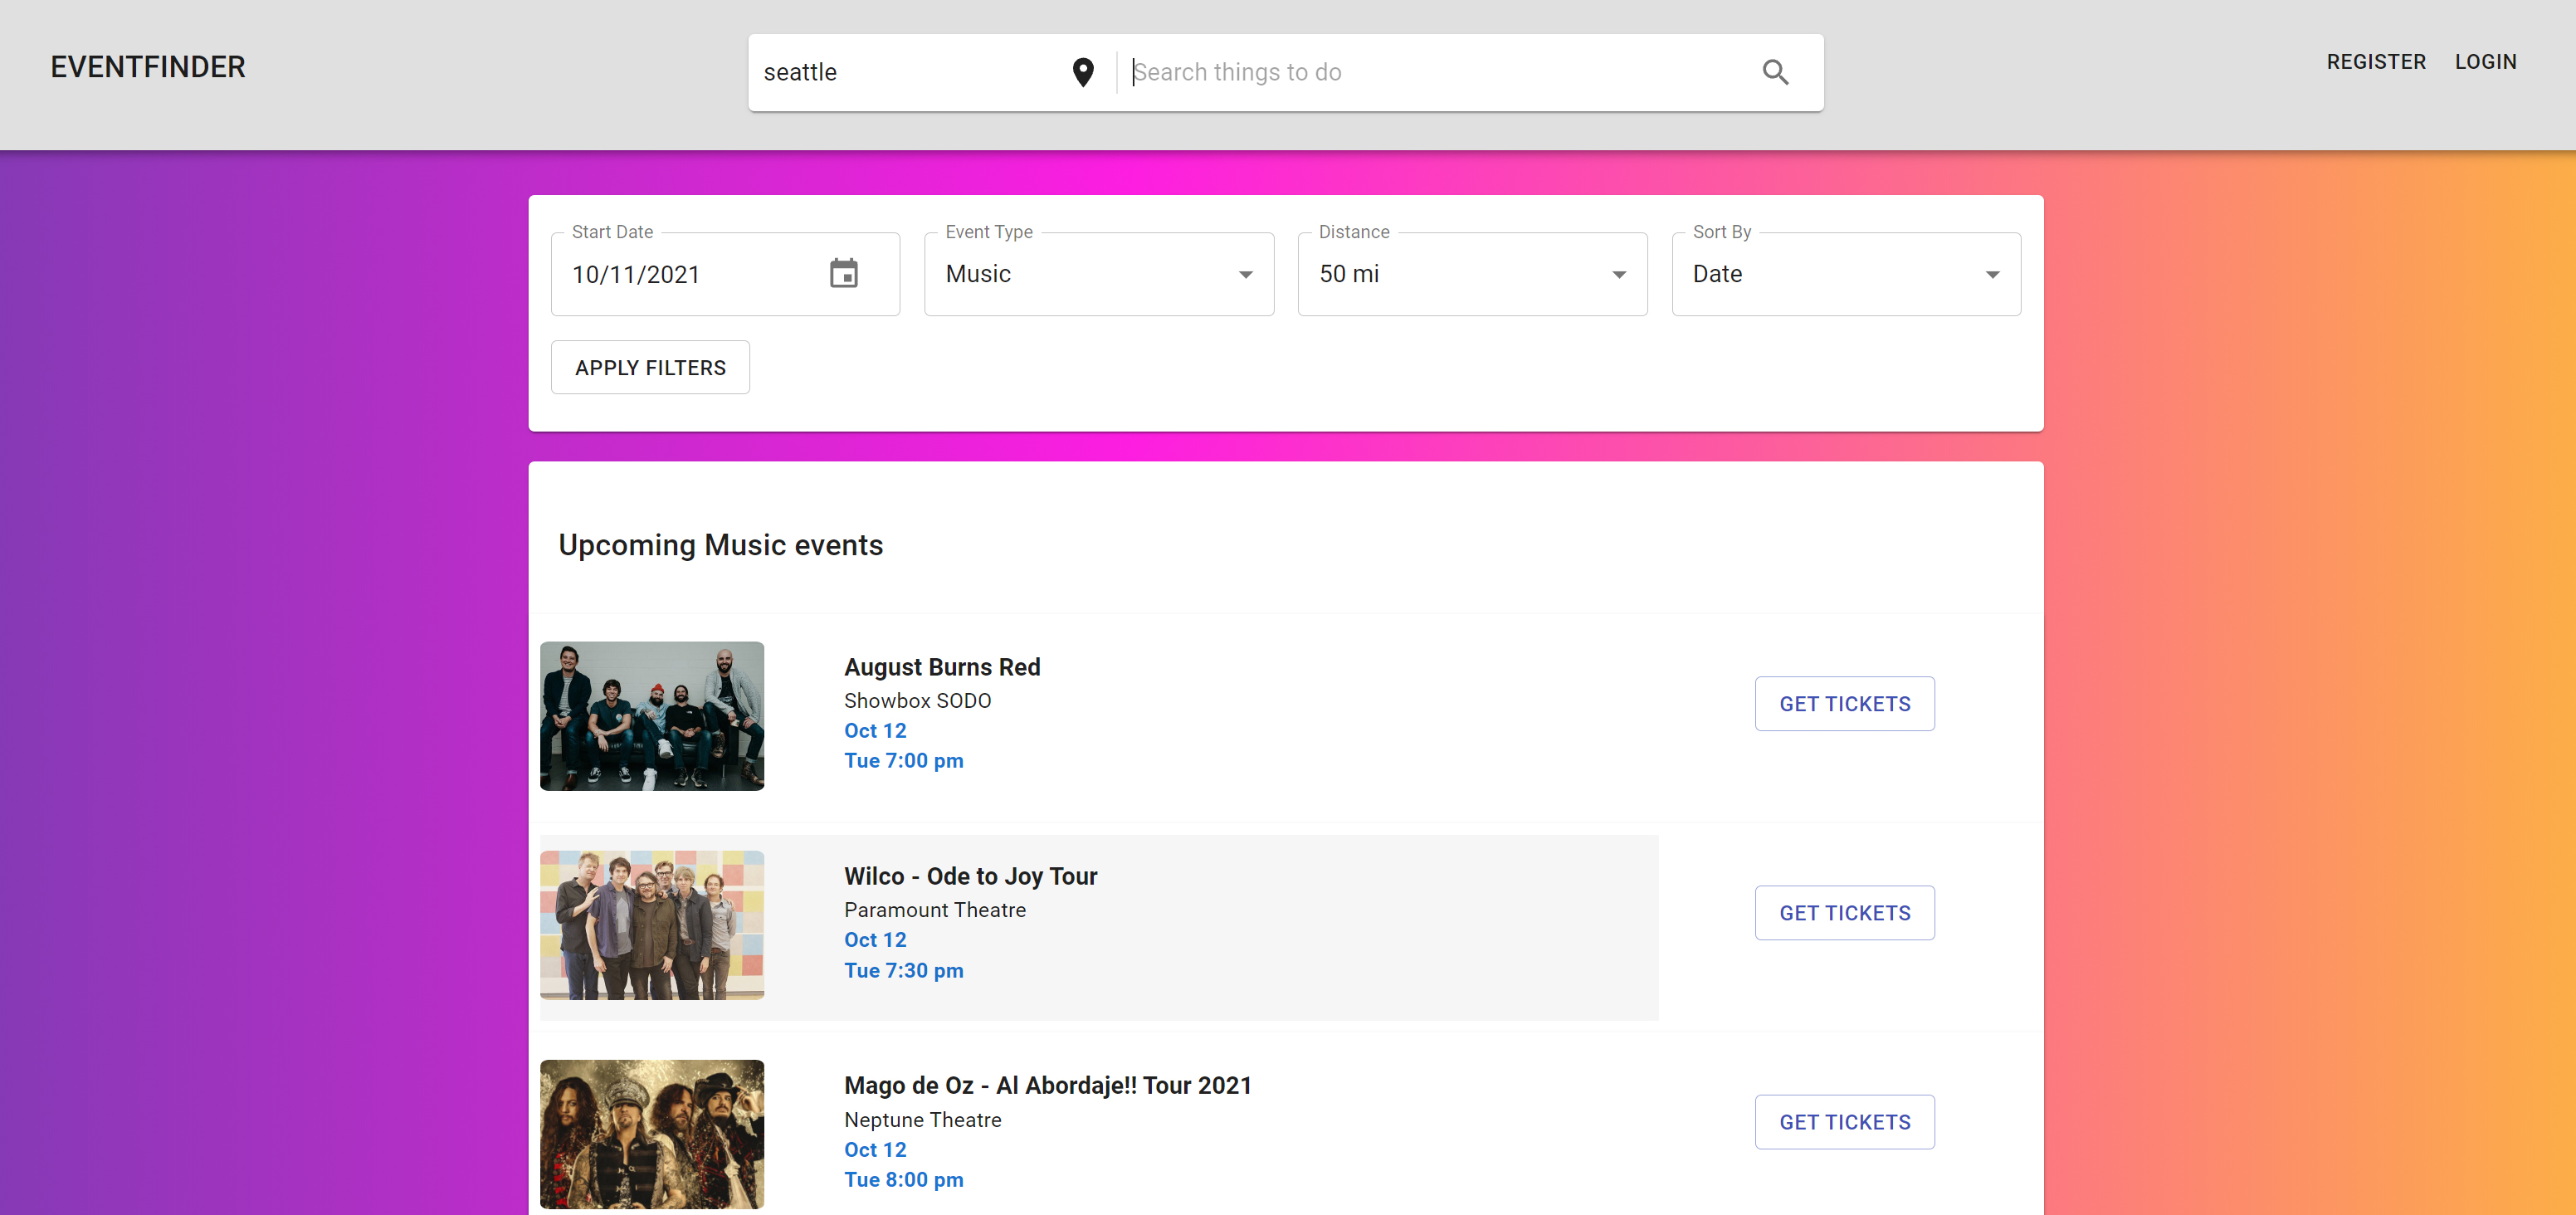 EVENTFINDER
seattle
Search things to do
REGISTER LOGIN
Start Date
10/11/2021
Event Type
Music
Distance
50 mi
Sort By
Date
APPLY FILTERS
Upcoming Music events
August Burns Red
Showbox SODO
Oct 12
Tue 7:00 pm
GET TICKETS
Wilco - Ode to Joy Tour
Paramount Theatre
Oct 12
Tue 7:30 pm
GET TICKETS
Mago de Oz - Al Abordaje!! Tour 2021
Neptune Theatre
Oct 12
Tue 8:00 pm
GET TICKETS